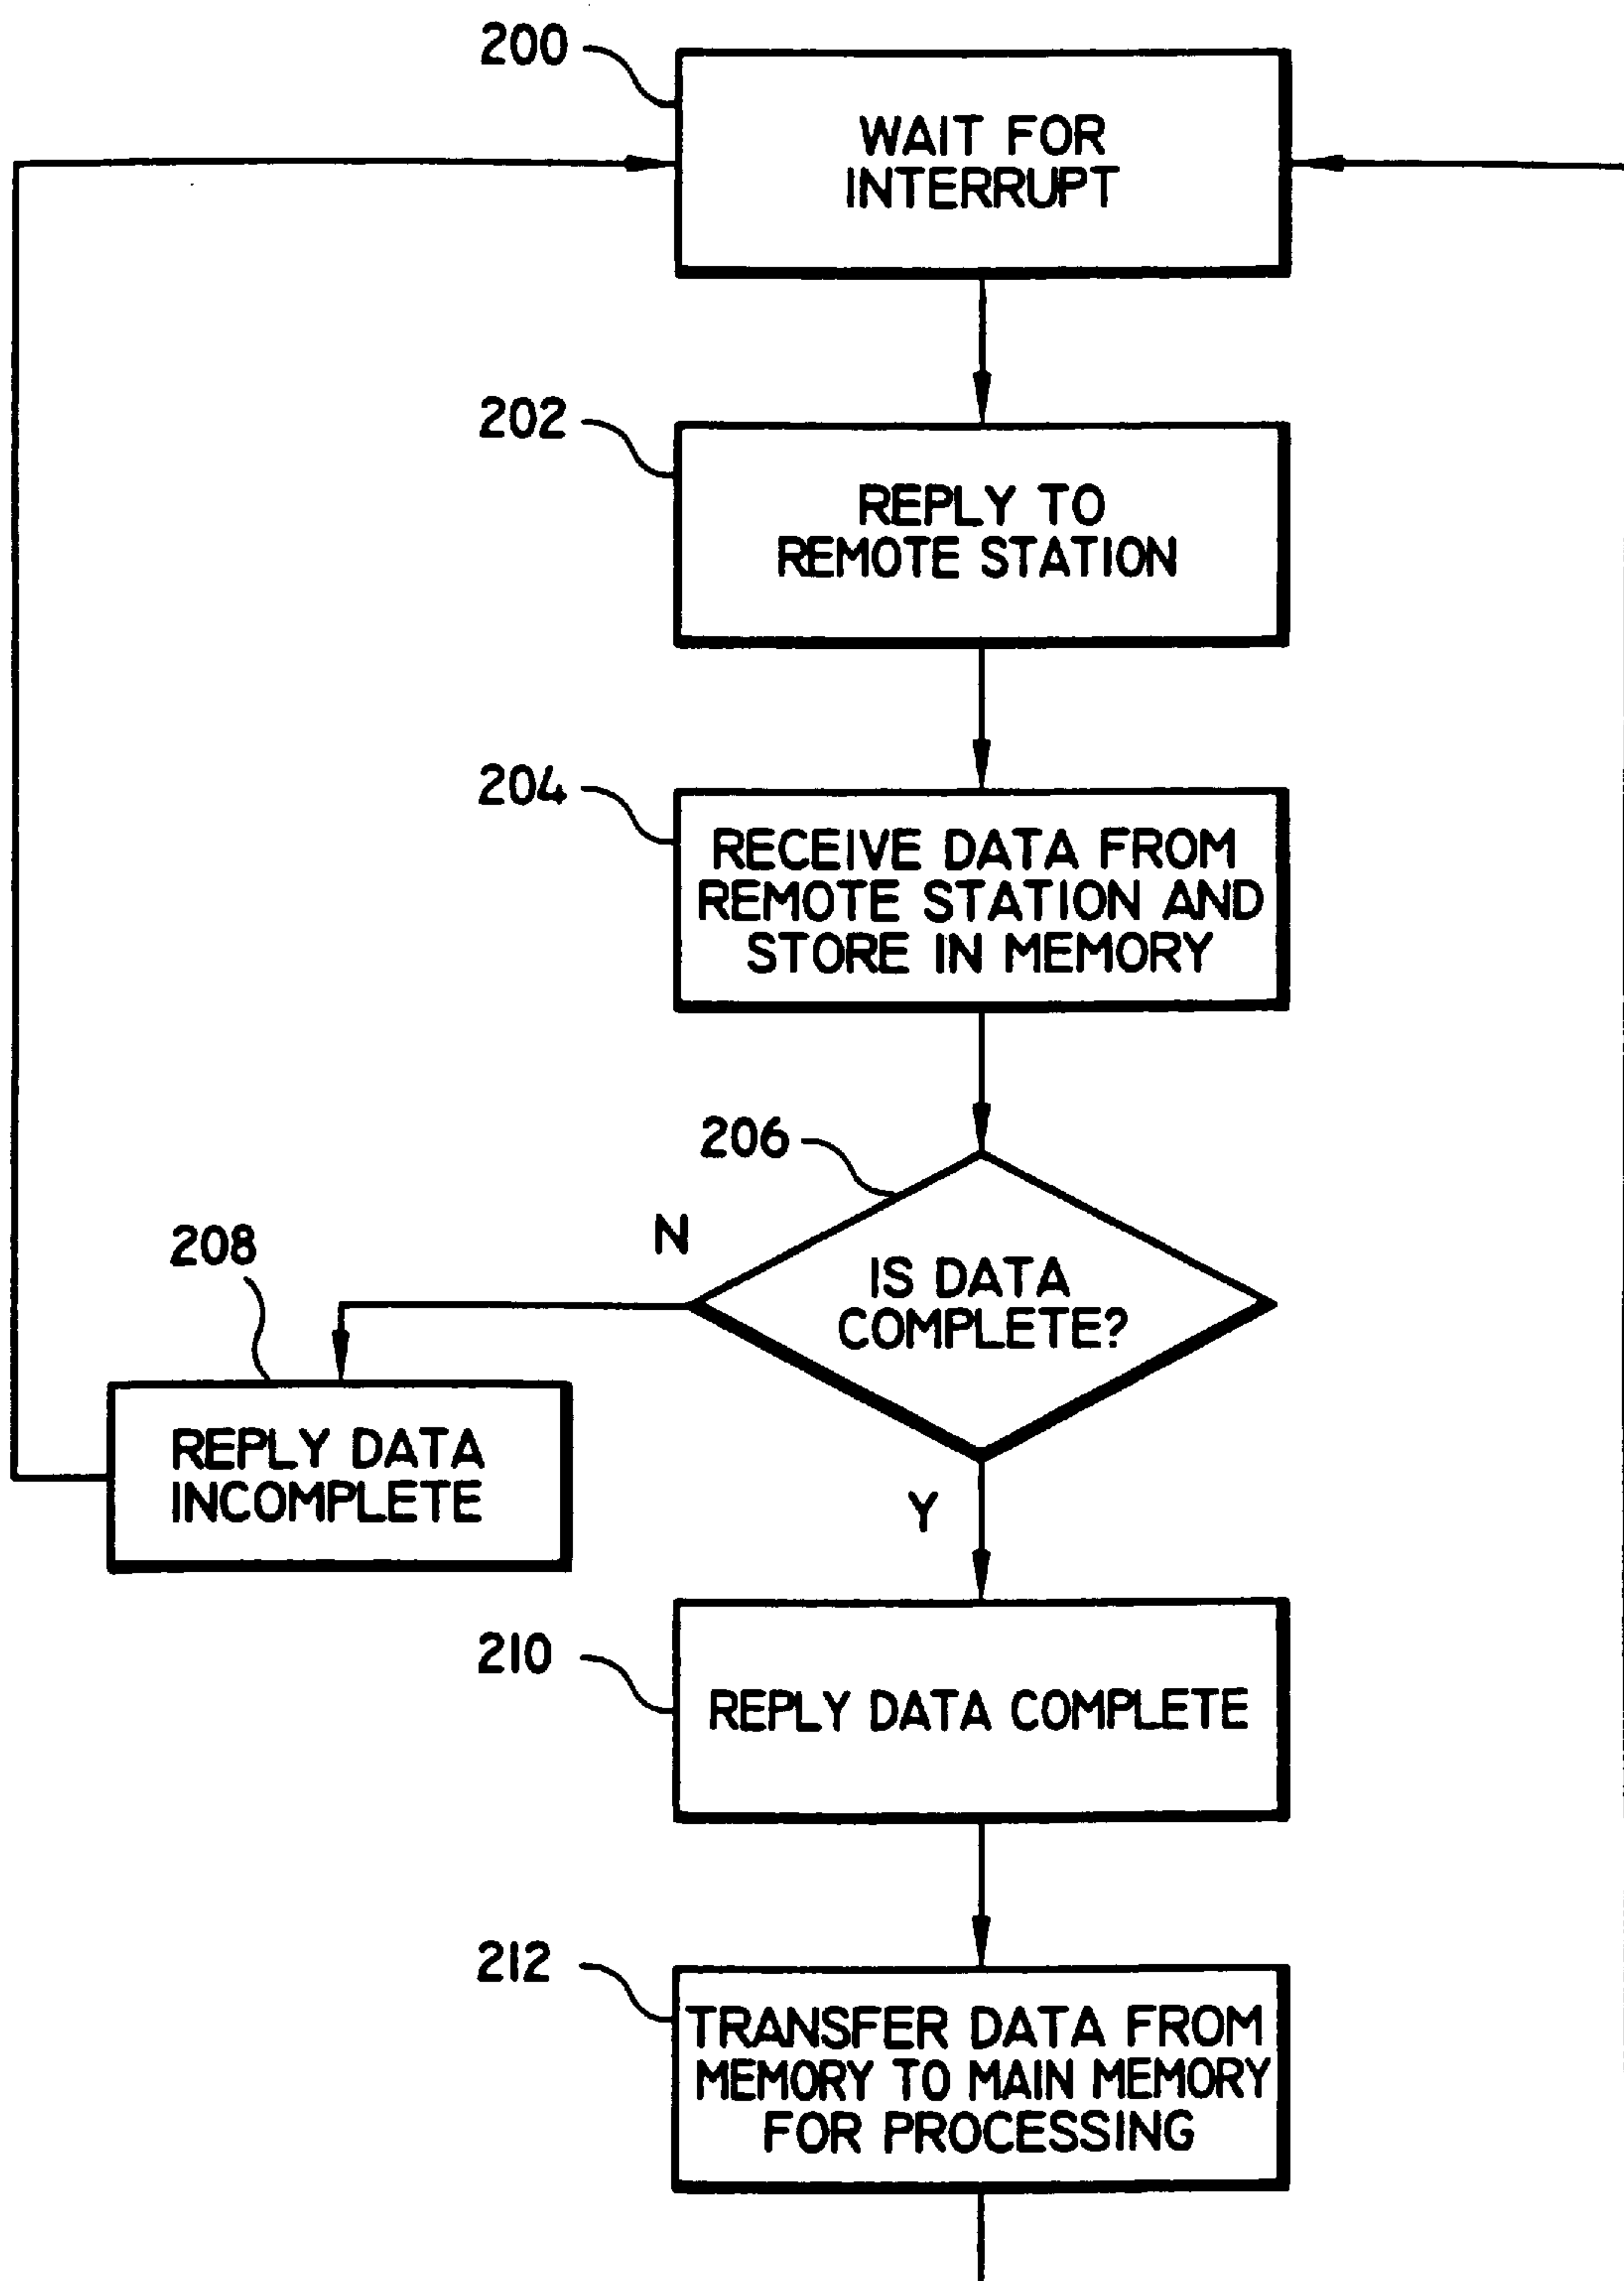 200
WAIT FOR
INTERRUPT
202
REPLY TO
REMOTE STATION
204
RECEIVE DATA FROM
REMOTE STATION AND
STORE IN MEMORY
206
N
IS DATA
COMPLETE?
208
REPLY DATA
INCOMPLETE
Y
210
REPLY DATA COMPLETE
212
TRANSFER DATA FROM
MEMORY TO MAIN MEMORY
FOR PROCESSING